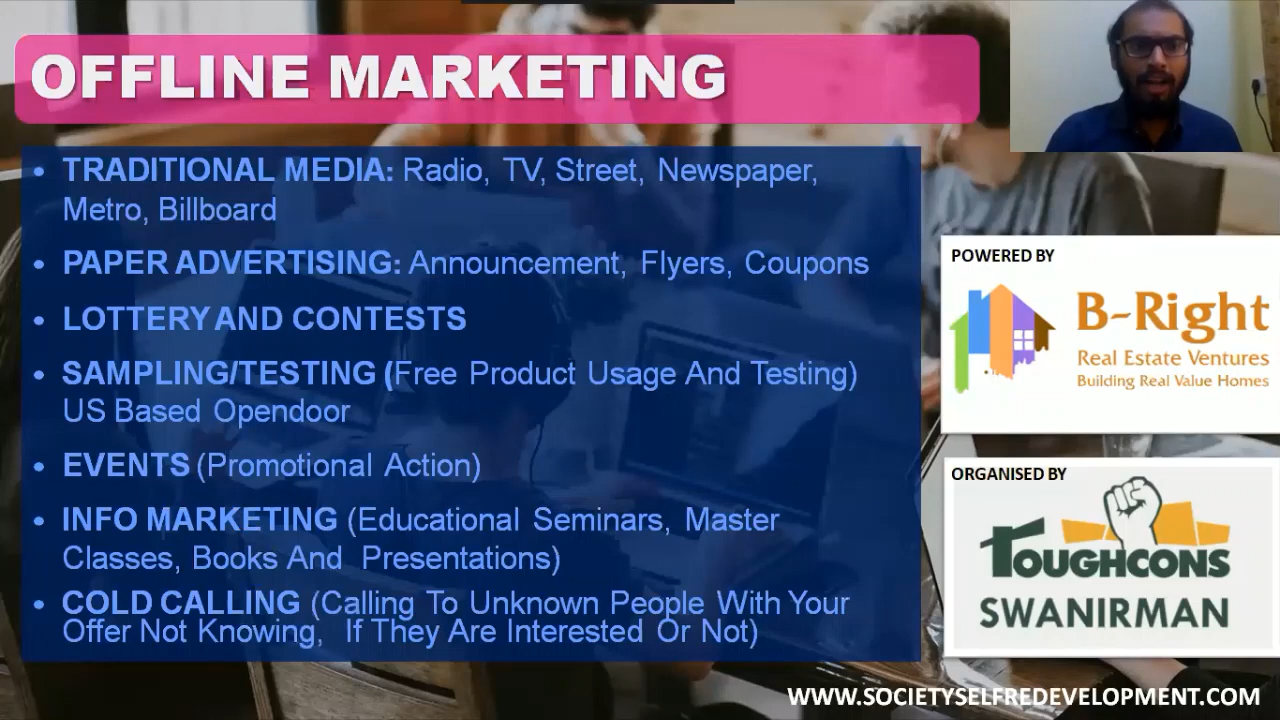 OFFLINE MARKETING
• TRADITIONAL MEDIA: Radio, TV, Street, Newspaper,
Metro, Billboard
• PAPER ADVERTISING: Announcement, Flyers, Coupons
• LOTTERY AND CONTESTS
• SAMPLING/TESTING (Free Product Usage And Testing)
US Based Opendoor
• EVENTS (Promotional Action)
• INFO MARKETING (Educational Seminars, Master
Classes, Books And Presentations)
• COLD CALLING (Calling To Unknown People With Your
Offer Not Knowing, If They Are Interested Or Not)
POWERED BY
B-Right
Real Estate Ventures
Building Real Value Homes
ORGANISED BY
TOUGHCONS
SWANIRMAN
WWW.SOCIETYSELFREDEVELOPMENT.COM